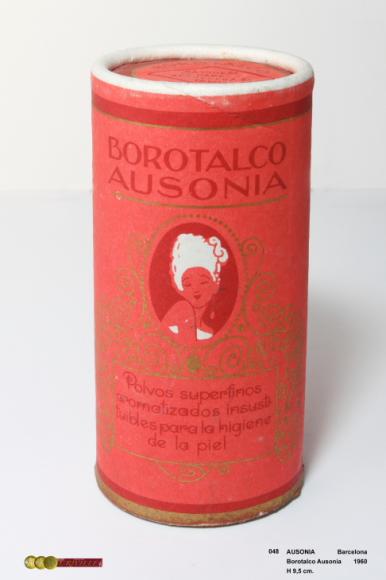 BOROTALCO
AUSONIA
Polvos superfinos
aromatizados insusti
tuibles para la higiene
de la piel
048 AUSONIA Barcelona
Borotalco Ausonia 1960
H 9,5 cm.